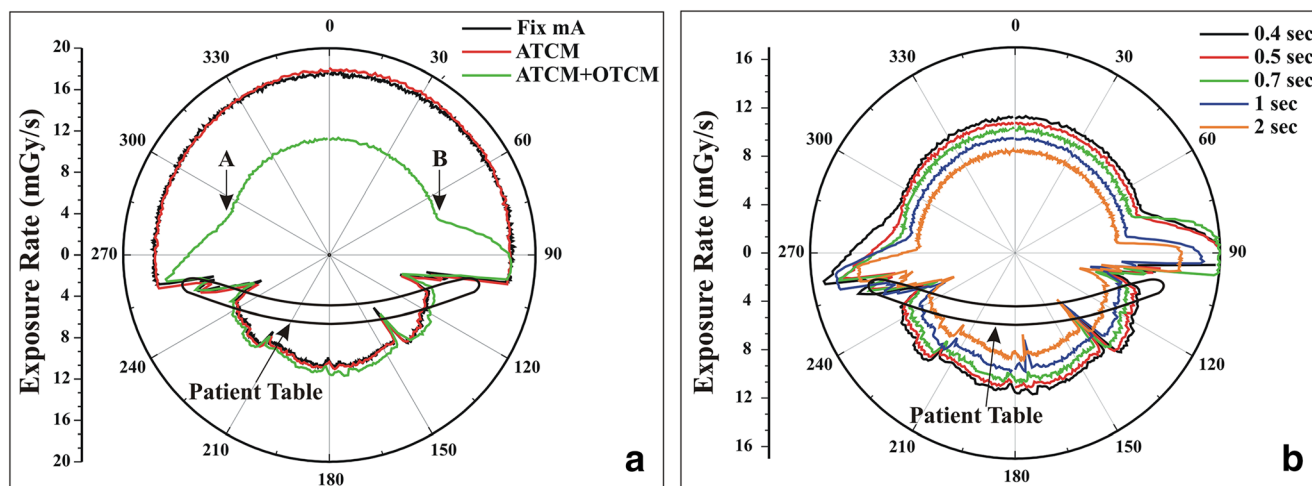 Exposure Rate (mGy/s)
20
16
12
8
4
0
4
8
12
16
20
0
30
60
90
120
150
180
210
240
270
300
330
Fix mA
ATCM
ATCM+OTCM
A
B
Patient Table
a
Exposure Rate (mGy/s)
16
12
8
4
0
4
8
12
16
0
30
60
90
120
150
180
210
240
270
300
330
0.4 sec
0.5 sec
0.7 sec
1 sec
2 sec
Patient Table
b